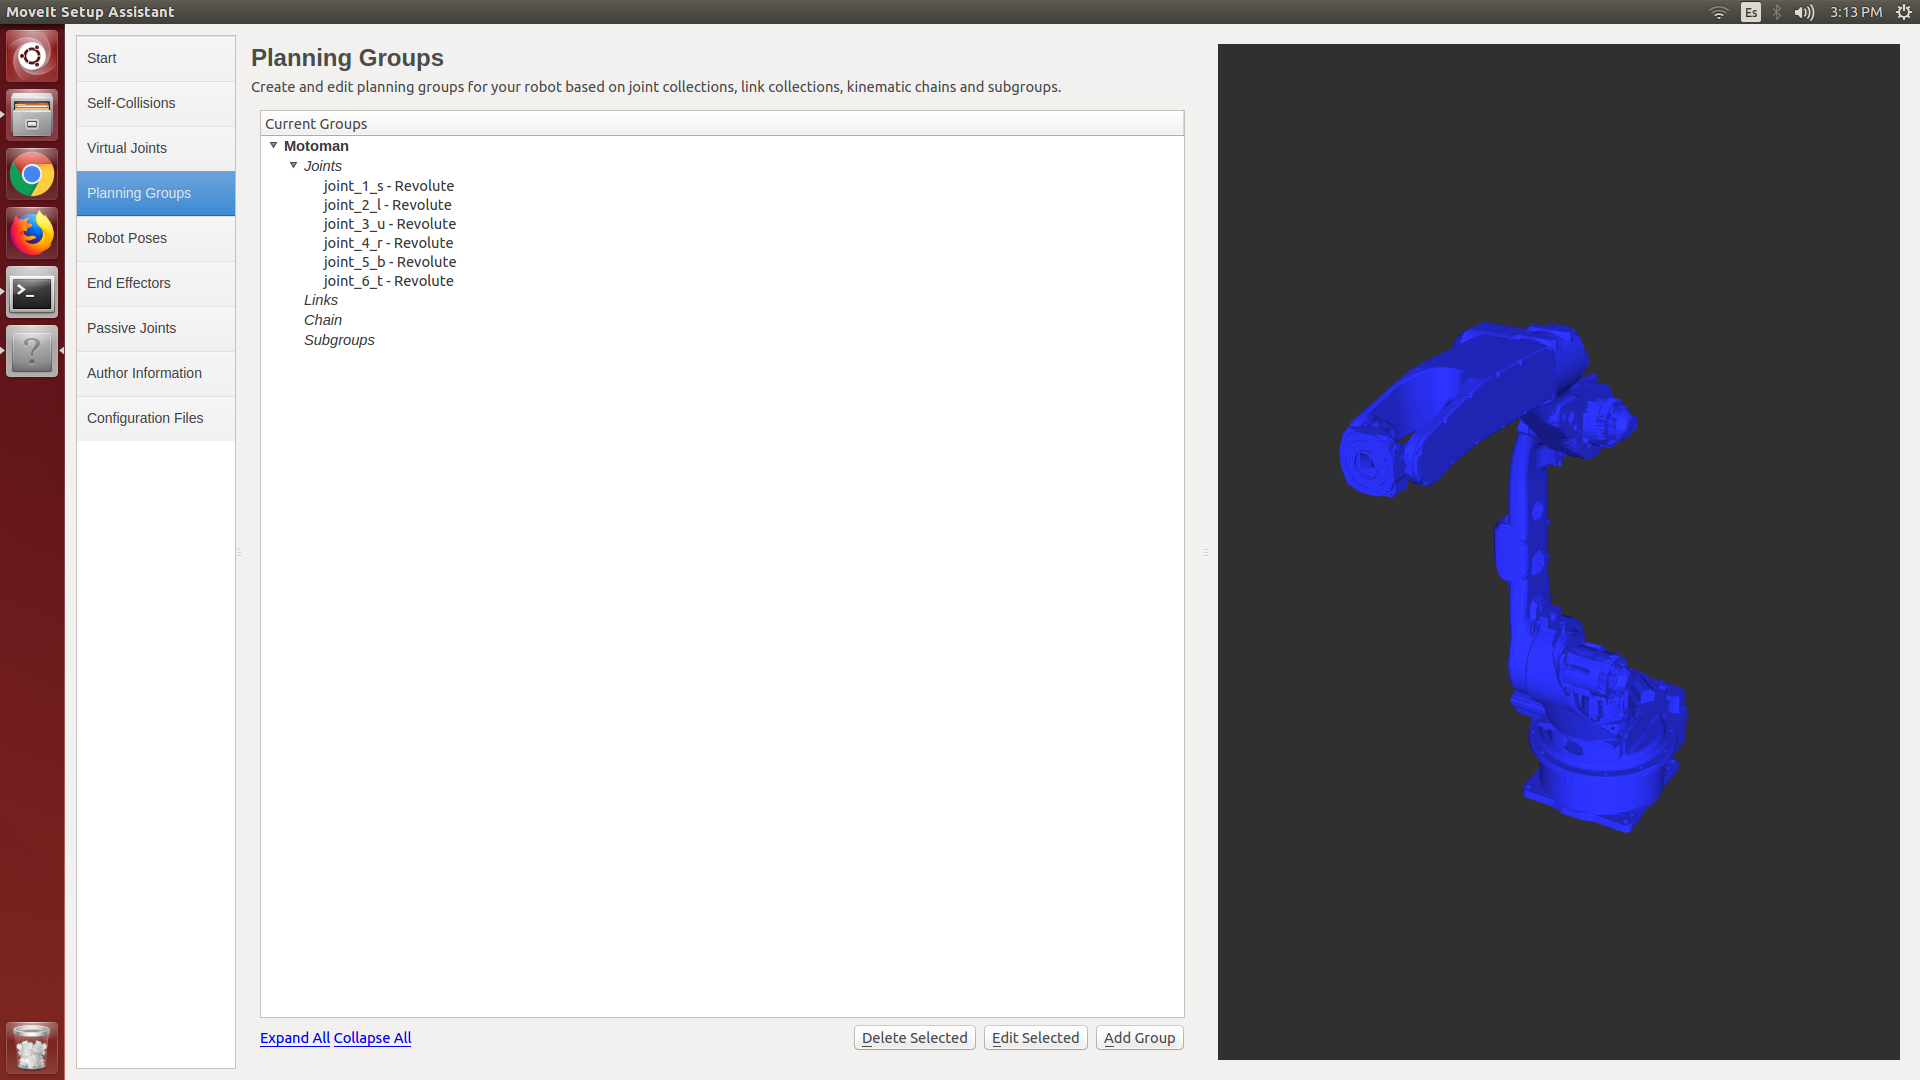 MoveIt Setup Assistant
Es
3:13 PM
Start
Self-Collisions
Virtual Joints
Planning Groups
Robot Poses
End Effectors
Passive Joints
Author Information
Configuration Files
Planning Groups
Create and edit planning groups for your robot based on joint collections, link collections, kinematic chains and subgroups.
Current Groups
Motoman
Joints
joint_1_s - Revolute
joint_2_l - Revolute
joint_3_u - Revolute
joint_4_r - Revolute
joint_5_b - Revolute
joint_6_t - Revolute
Links
Chain
Subgroups
Expand All Collapse All
Delete Selected
Edit Selected
Add Group